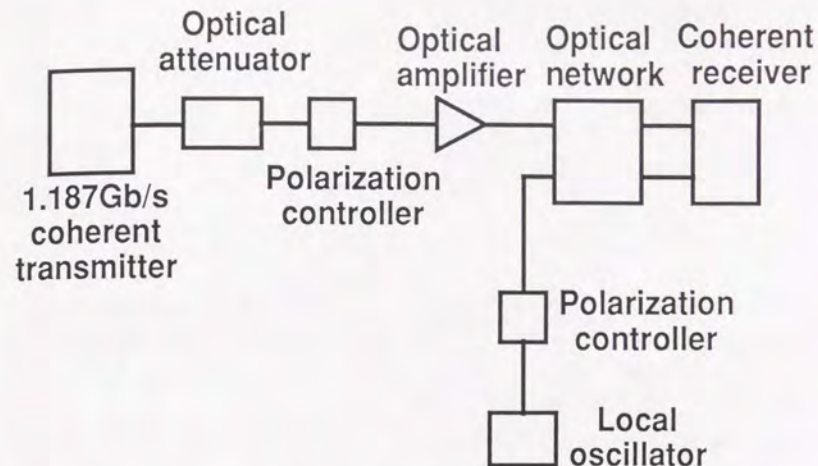 Optical
attenuator
Optical
amplifier
Optical
network
Coherent
receiver
1.187Gb/s
coherent
transmitter
Polarization
controller
Polarization
controller
Local
oscillator